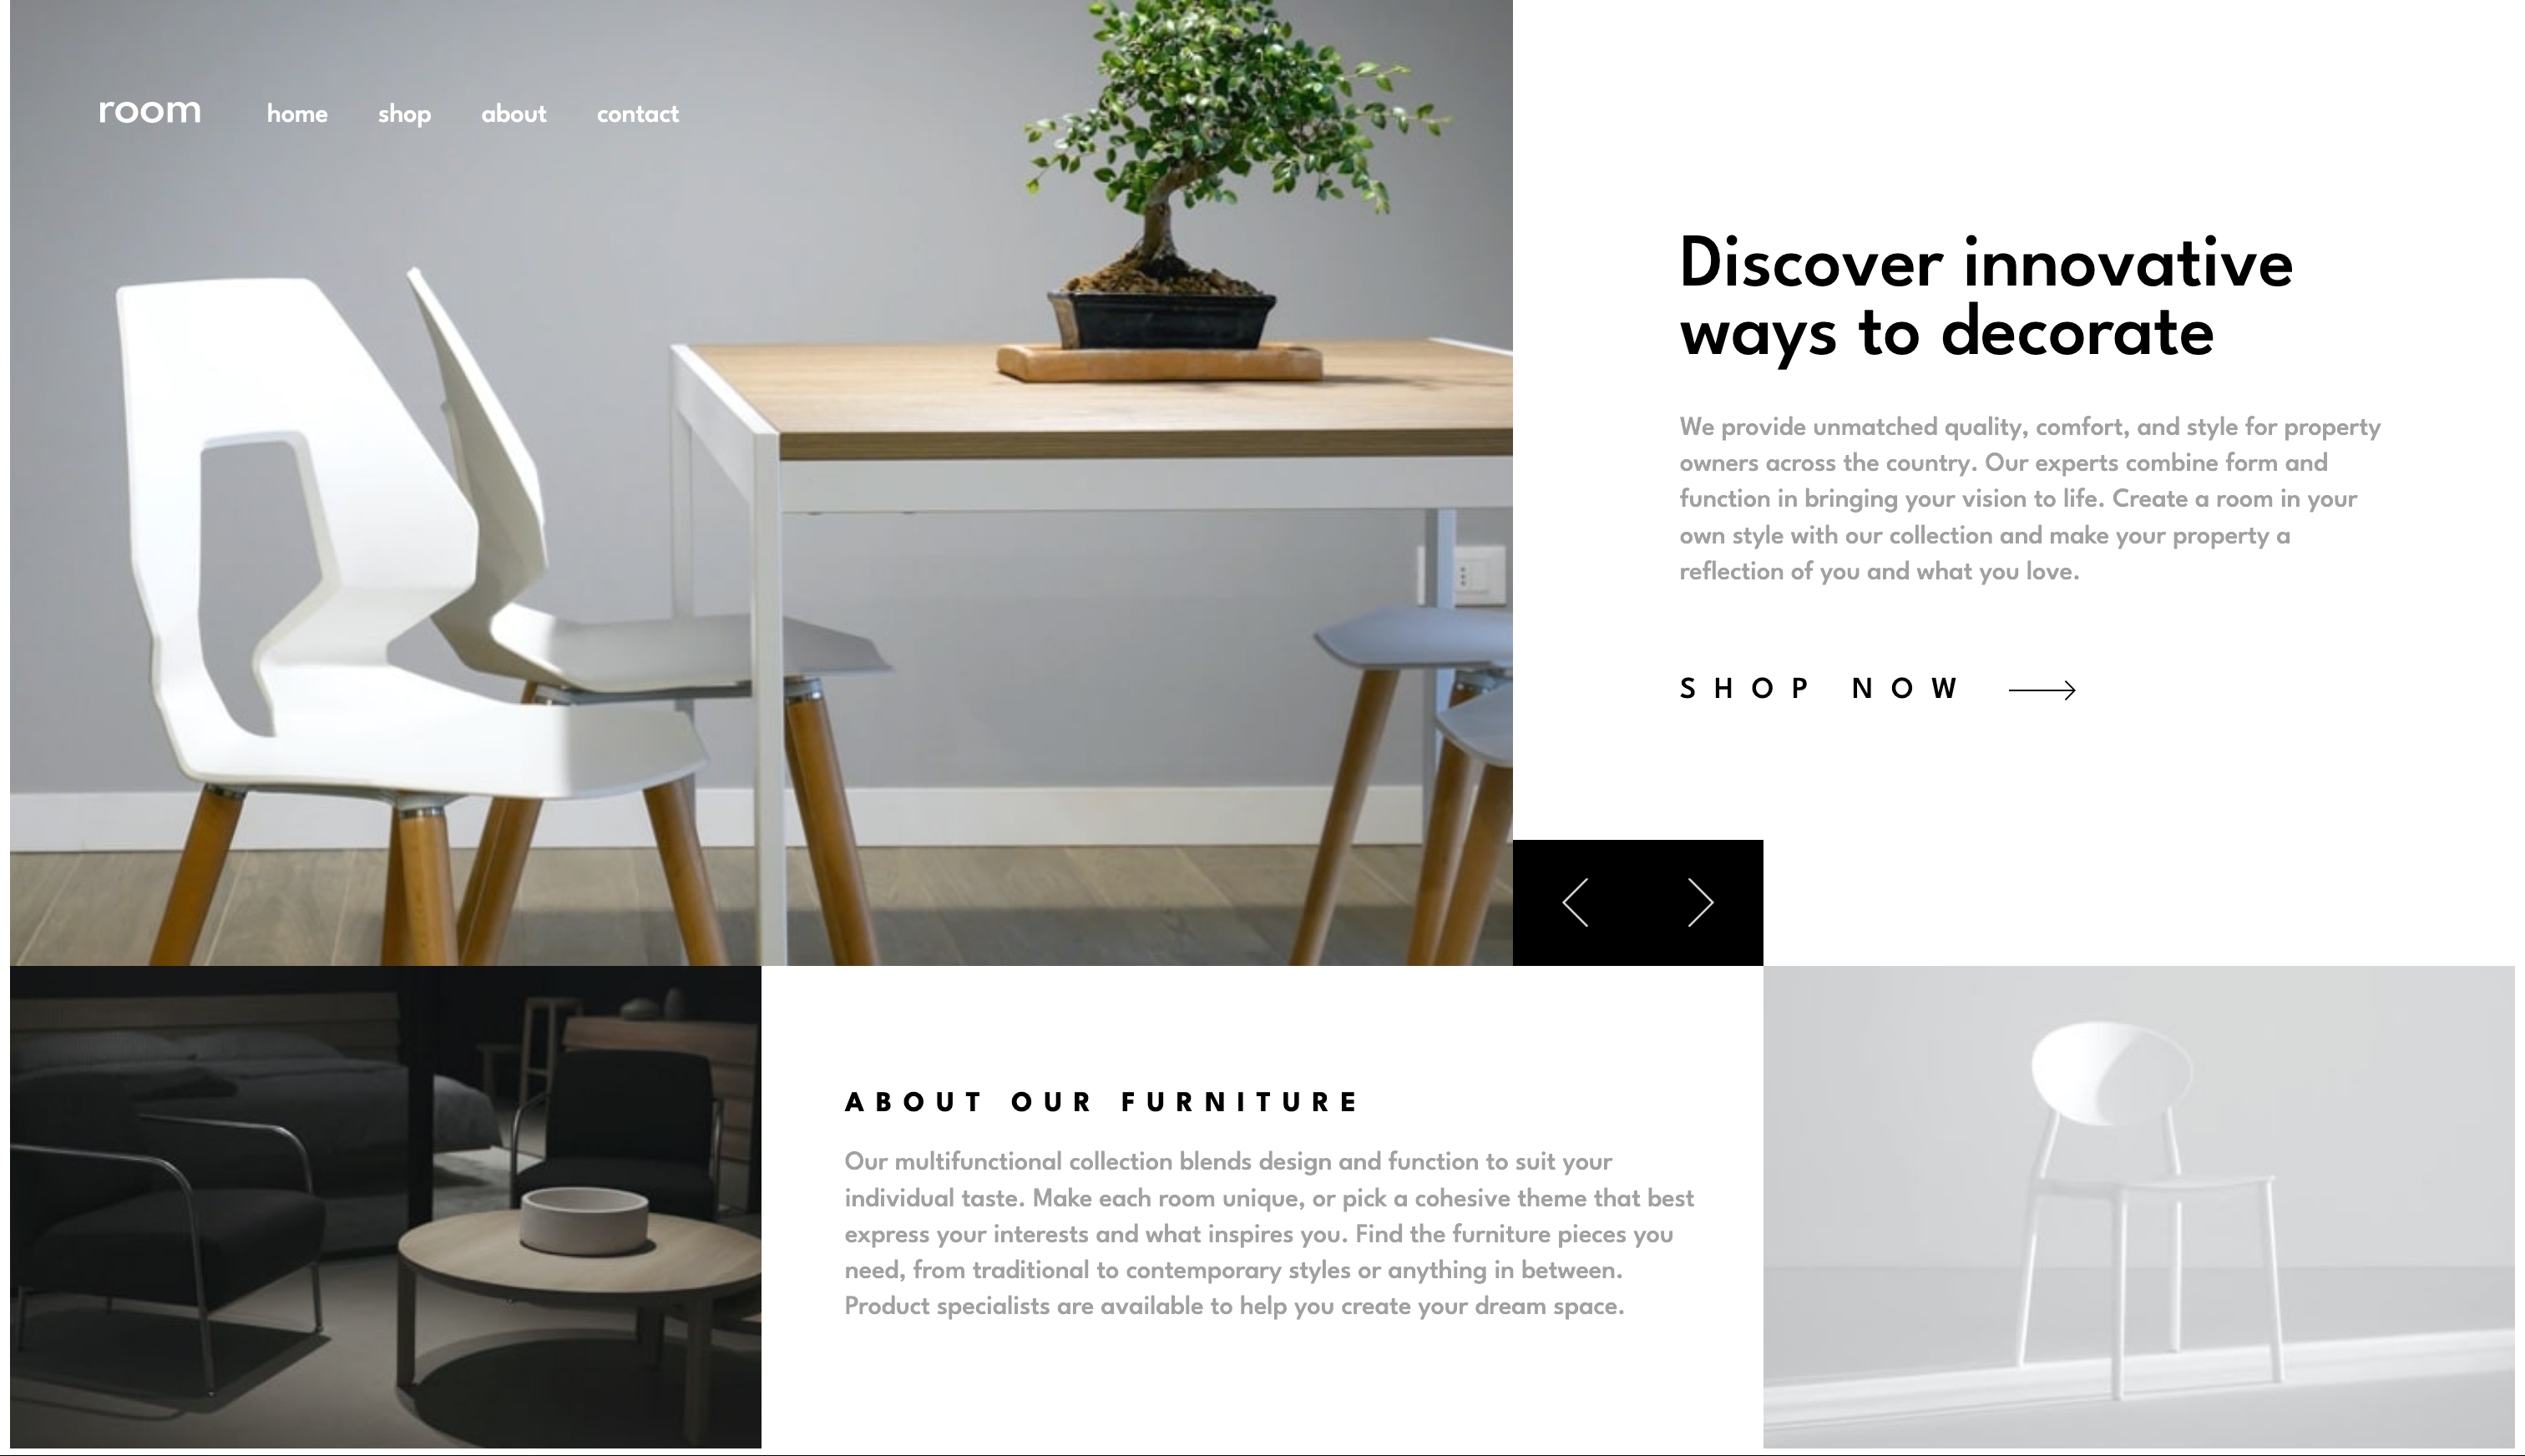 room
home
shop
about
contact
Discover innovative
ways to decorate
We provide unmatched quality, comfort, and style for property
owners across the country. Our experts combine form and
function in bringing your vision to life. Create a room in your
own style with our collection and make your property a
reflection of you and what you love.
SHOP NOW
ABOUT OUR FURNITURE
Our multifunctional collection blends design and function to suit your
individual taste. Make each room unique, or pick a cohesive theme that best
express your interests and what inspires you. Find the furniture pieces you
need, from traditional to contemporary styles or anything in between.
Product specialists are available to help you create your dream space.